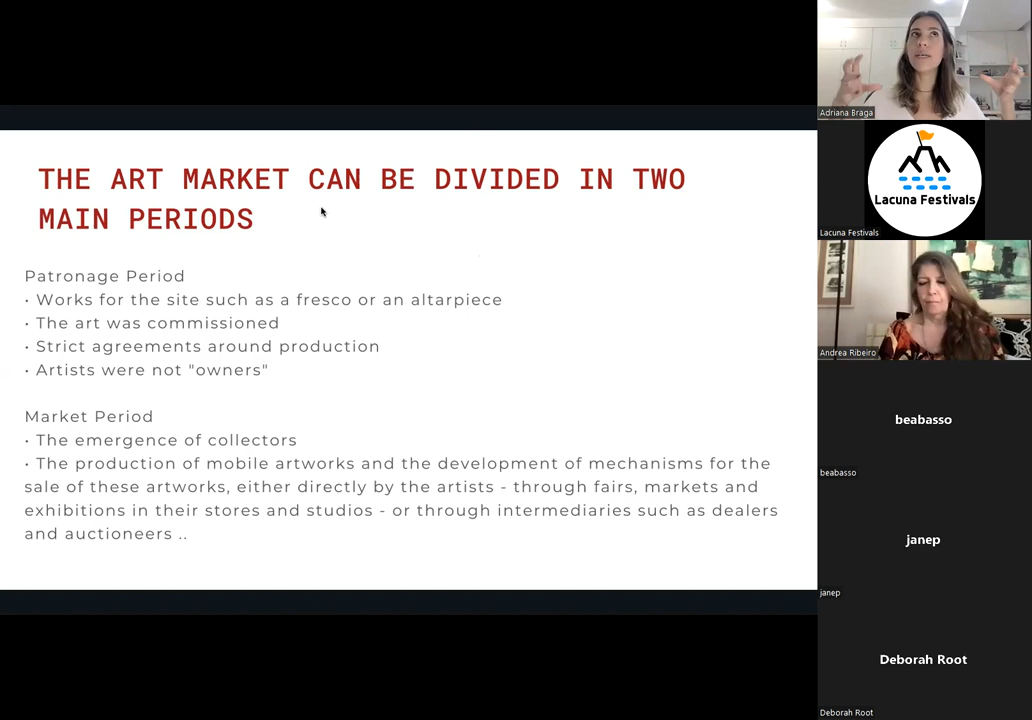 THE ART MARKET CAN BE DIVIDED IN TWO
MAIN PERIODS
Patronage Period
• Works for the site such as a fresco or an altarpiece
• The art was commissioned
• Strict agreements around production
• Artists were not "owners"
Market Period
• The emergence of collectors
• The production of mobile artworks and the development of mechanisms for the
sale of these artworks, either directly by the artists - through fairs, markets and
exhibitions in their stores and studios - or through intermediaries such as dealers
and auctioneers ..
Adriana Braga
Lacuna Festivals
Lacuna Festivals
Andrea Ribeiro
beabasso
beabasso
janep
janep
Deborah Root
Deborah Root